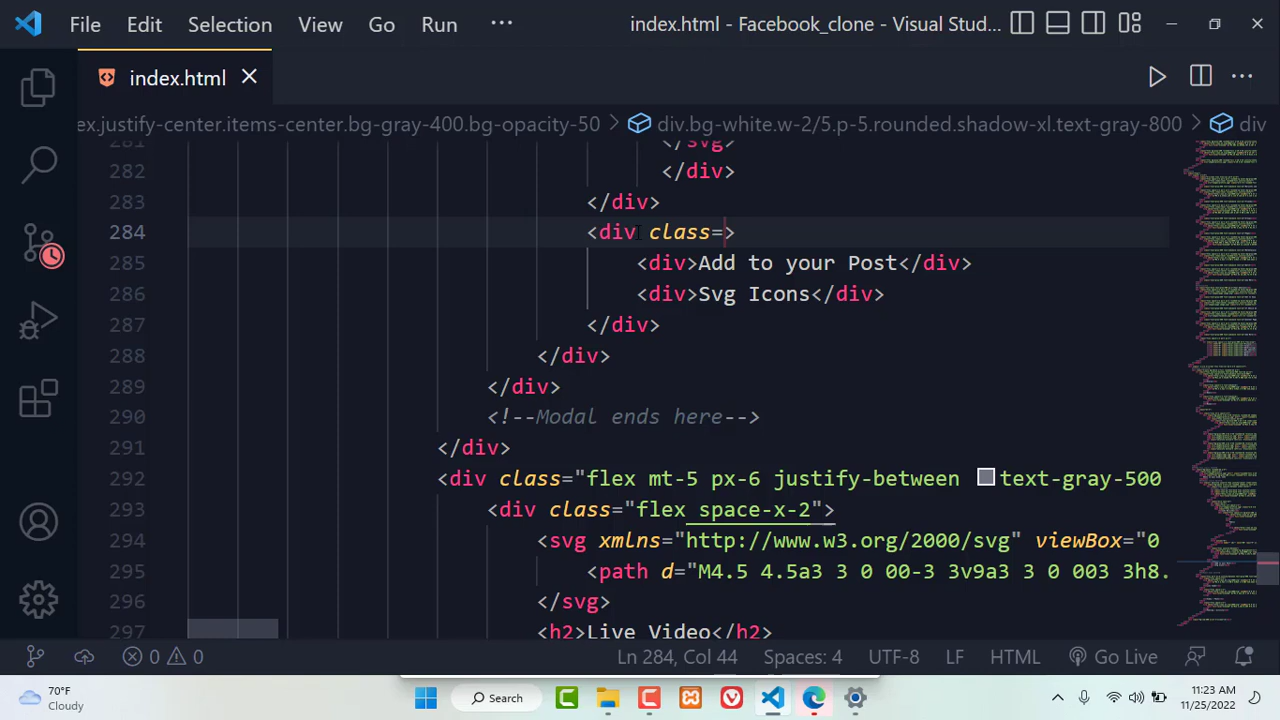 File Edit Selection View Go Run ··· index.html - Facebook_clone - Visual Stud...
index.html
ex.justify-center.items-center.bg-gray-400.bg-opacity-50 > div.bg-white.w-2/5.p-5.rounded.shadow-xl.text-gray-800 > div
281 </svg>
282 </div>
283 </div>
284 <div class=>
285 <div>Add to your Post</div>
286 <div>Svg Icons</div>
287 </div>
288 </div>
289 </div>
290 <!--Modal ends here-->
291 </div>
292 <div class="flex mt-5 px-6 justify-between text-gray-500
293 <div class="flex space-x-2">
294 <svg xmlns="http://www.w3.org/2000/svg" viewBox="0
295 <path d="M4.5 4.5a3 3 0 00-3 3v9a3 3 0 003 3h8.
296 </svg>
297 <h2>Live Video</h2>
0 0 Ln 284, Col 44 Spaces: 4 UTF-8 LF HTML Go Live
70°F
Cloudy
Search
11:23 AM
11/25/2022